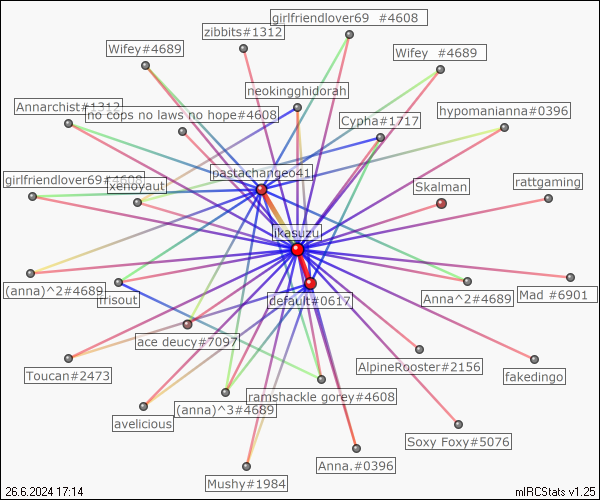 girlfriendlover69 #4608
zibbits#1312
Wifey#4689
Wifey #4689
neokingghidorah
Annarchist#1312
no cops no laws no hope#4608
Cypha#1717
hypomanianna#0396
pastachangeo41
girlfriendlover69#4608
xenoyaut
Skalman
rattgaming
ikasuzu
(anna)^2#4689
frisout
default#0617
Anna^2#4689
Mad #6901
ace deucy#7097
Toucan#2473
AlpineRooster#2156
fakedingo
avelicious
(anna)^3#4689
ramshackle gorey#4608
Soxy Foxy#5076
Mushy#1984
Anna.#0396
26.6.2024 17:14
mIRCStats v1.25